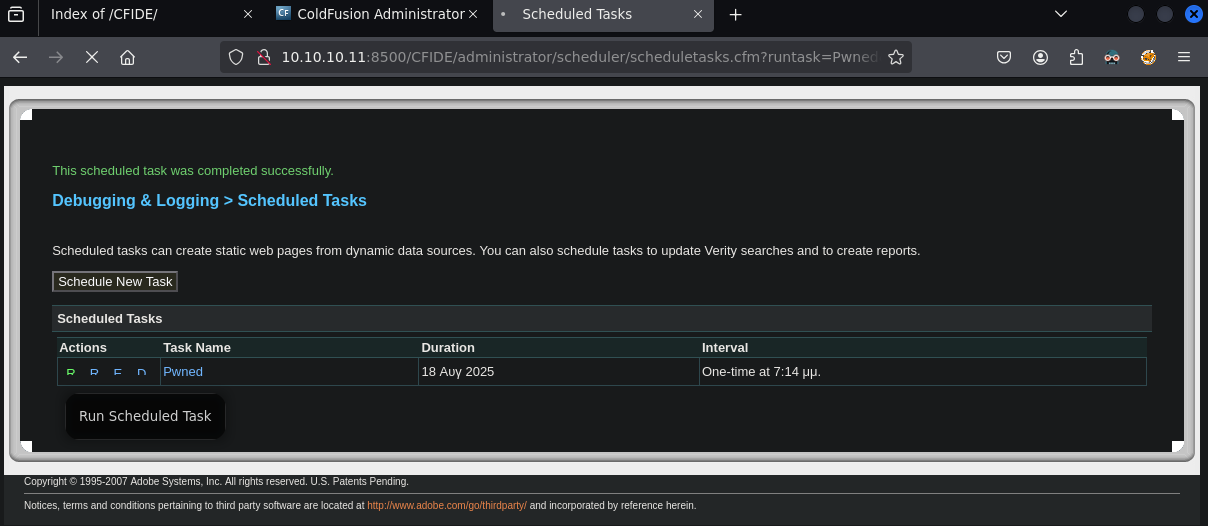 Index of /CFIDE/
ColdFusion Administrator
Scheduled Tasks
10.10.10.11:8500/CFIDE/administrator/scheduler/scheduletasks.cfm?runtask=Pwned
This scheduled task was completed successfully.
Debugging & Logging > Scheduled Tasks
Scheduled tasks can create static web pages from dynamic data sources. You can also schedule tasks to update Verity searches and to create reports.
Schedule New Task
Scheduled Tasks
Actions Task Name Duration Interval
R R E D Pwned 18 Αυγ 2025 One-time at 7:14 μμ.
Run Scheduled Task
Copyright © 1995-2007 Adobe Systems, Inc. All rights reserved. U.S. Patents Pending.
Notices, terms and conditions pertaining to third party software are located at http://www.adobe.com/go/thirdparty/ and incorporated by reference herein.